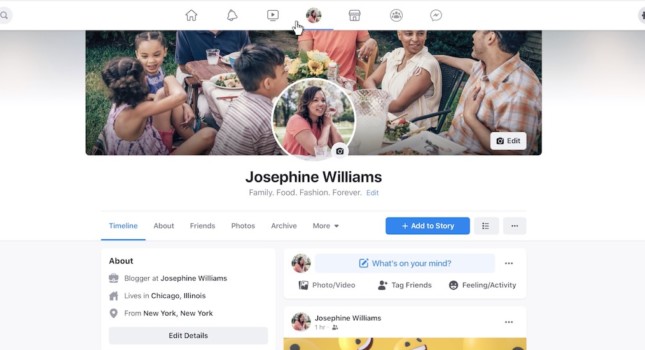 Edit
Josephine Williams
Family. Food. Fashion. Forever. Edit
Timeline About Friends Photos Archive More
+ Add to Story
About
Blogger at Josephine Williams
Lives in Chicago, Illinois
From New York, New York
Edit Details
What's on your mind?
Photo/Video Tag Friends Feeling/Activity
Josephine Williams
1 hr ·